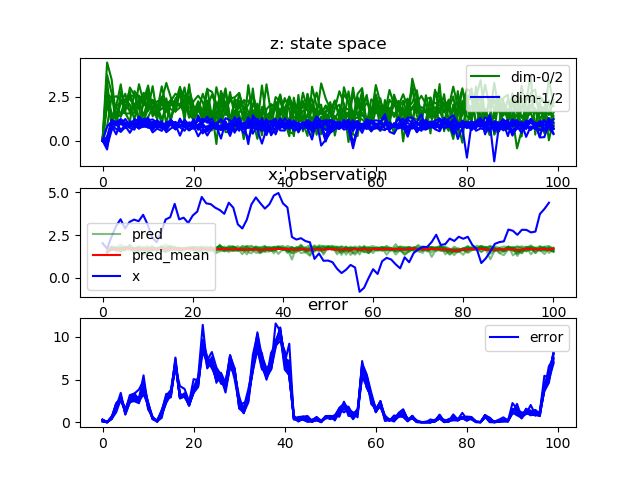 z: state space
2.5
0.0
dim-0/2
dim-1/2
0 20 40 60 80 100
x: observation
5.0
2.5
0.0
pred
pred_mean
x
0 20 40 60 80 100
error
10
5
0
error
0 20 40 60 80 100